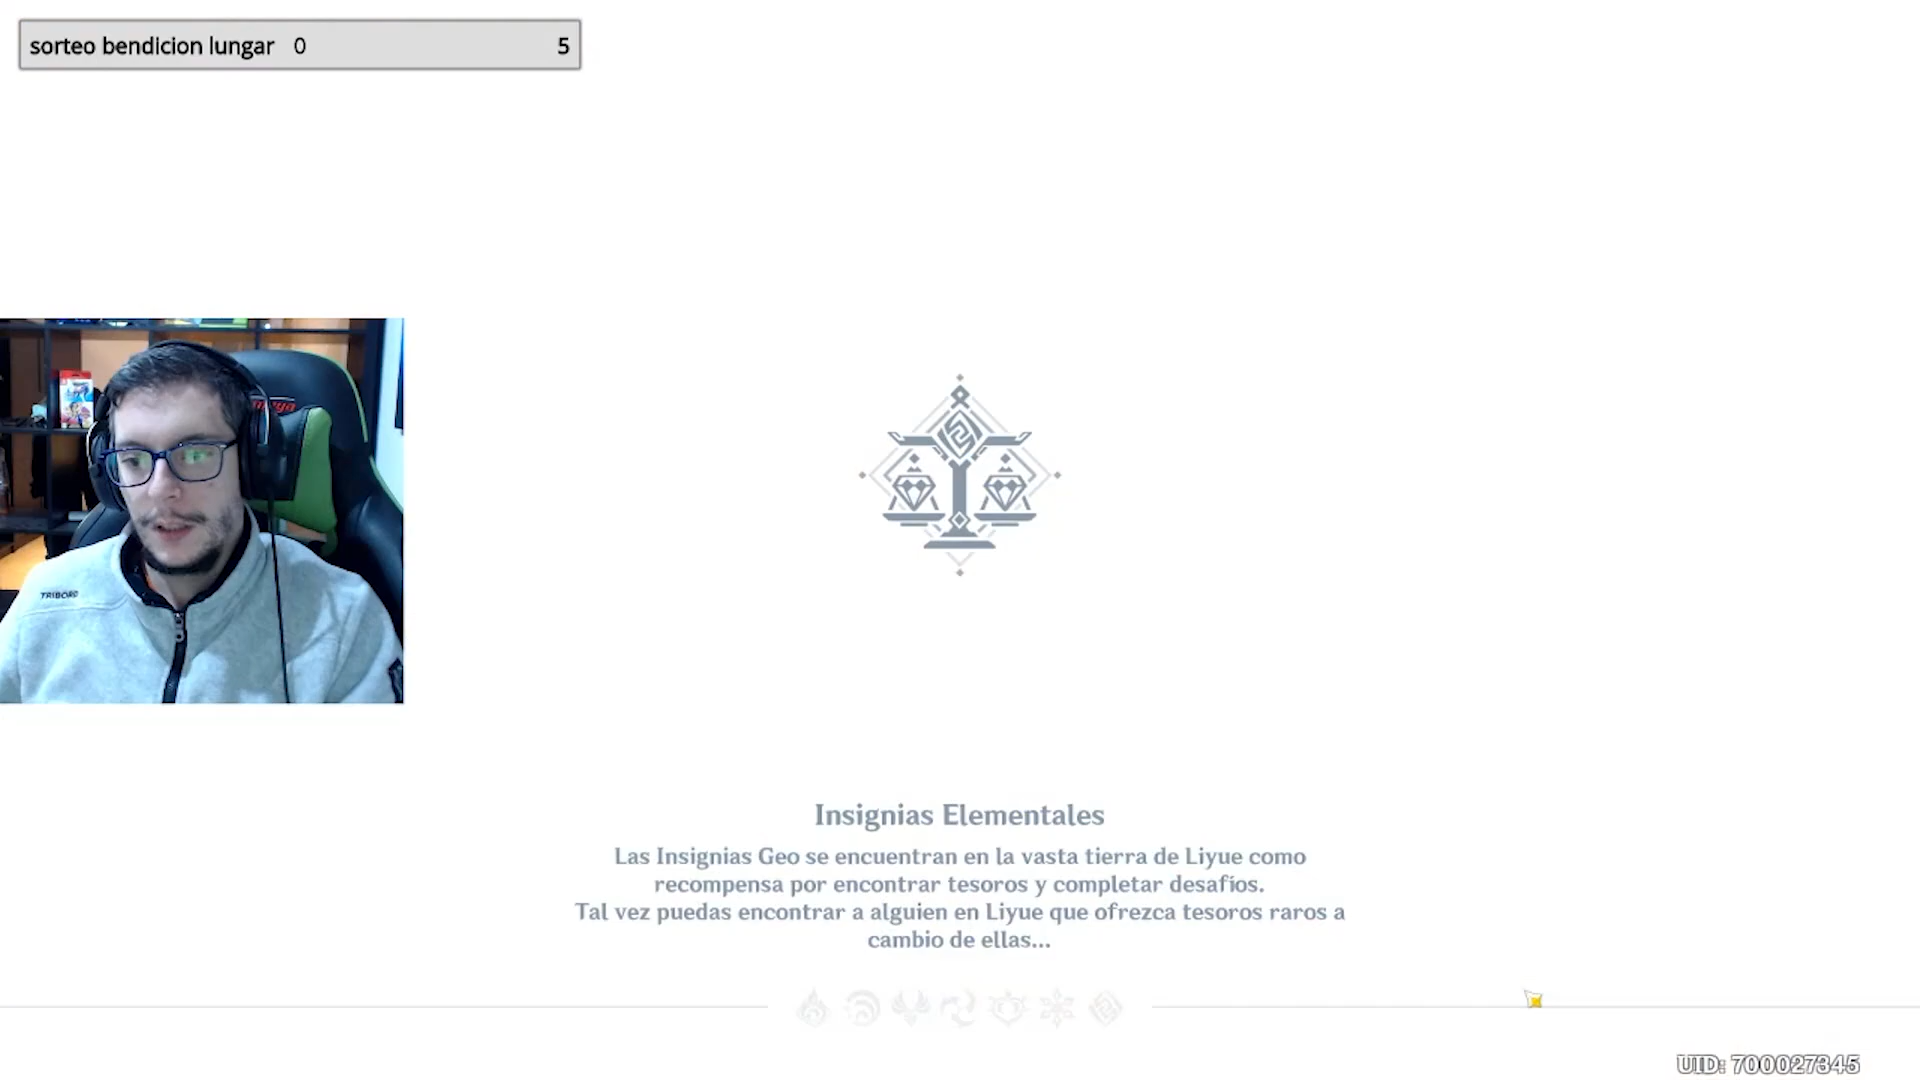 sorteo bendicion lungar 0 5
TRIBORD
Insignias Elementales
Las Insignias Geo se encuentran en la vasta tierra de Liyue como
recompensa por encontrar tesoros y completar desafíos.
Tal vez puedas encontrar a alguien en Liyue que ofrezca tesoros raros a
cambio de ellas...
UID: 700027345